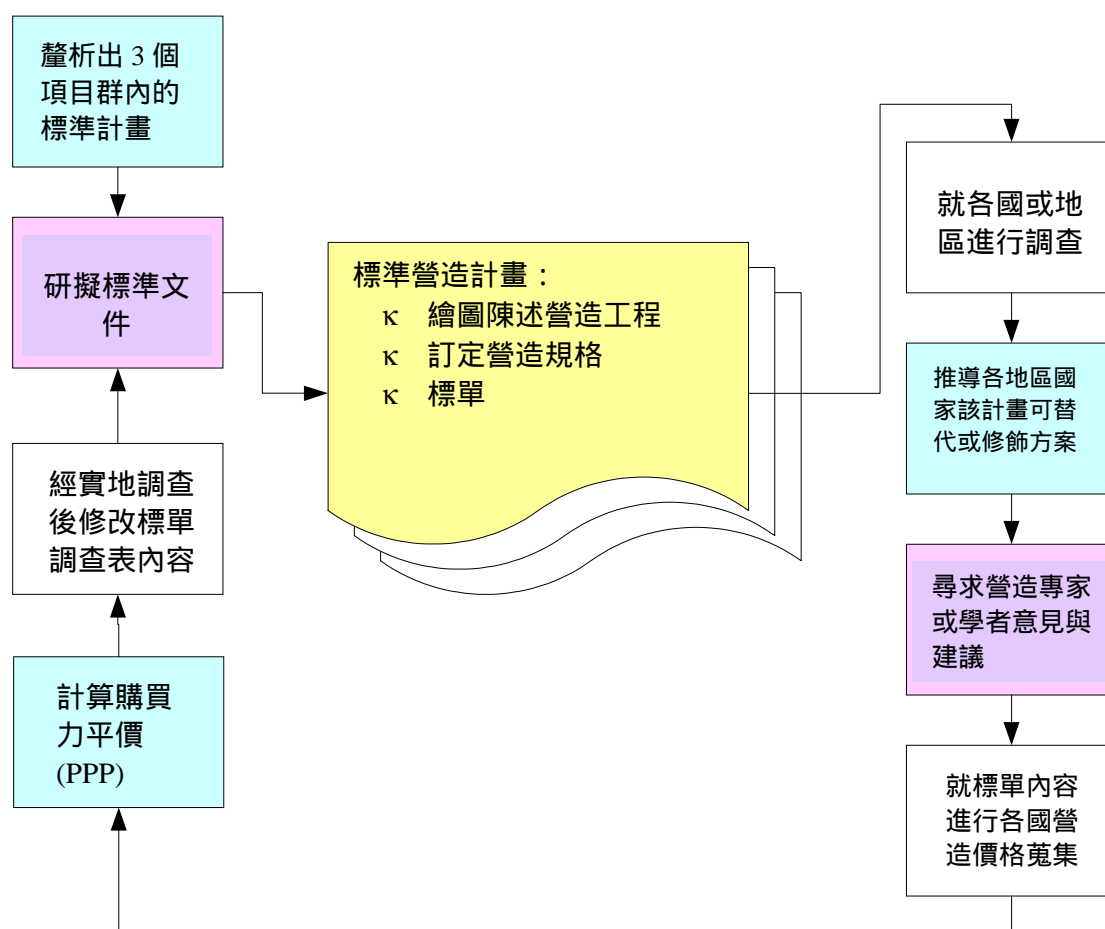 釐析出 3 個
項目群內的
標準計畫
研擬標準文
件
經實地調查
後修改標單
調查表內容
計算購買
力平價
(PPP)
標準營造計畫：
κ 繪圖陳述營造工程
κ 訂定營造規格
κ 標單
就各國或地
區進行調查
推導各地區國
家該計畫可替
代或修飾方案
尋求營造專家
或學者意見與
建議
就標單內容
進行各國營
造價格蒐集